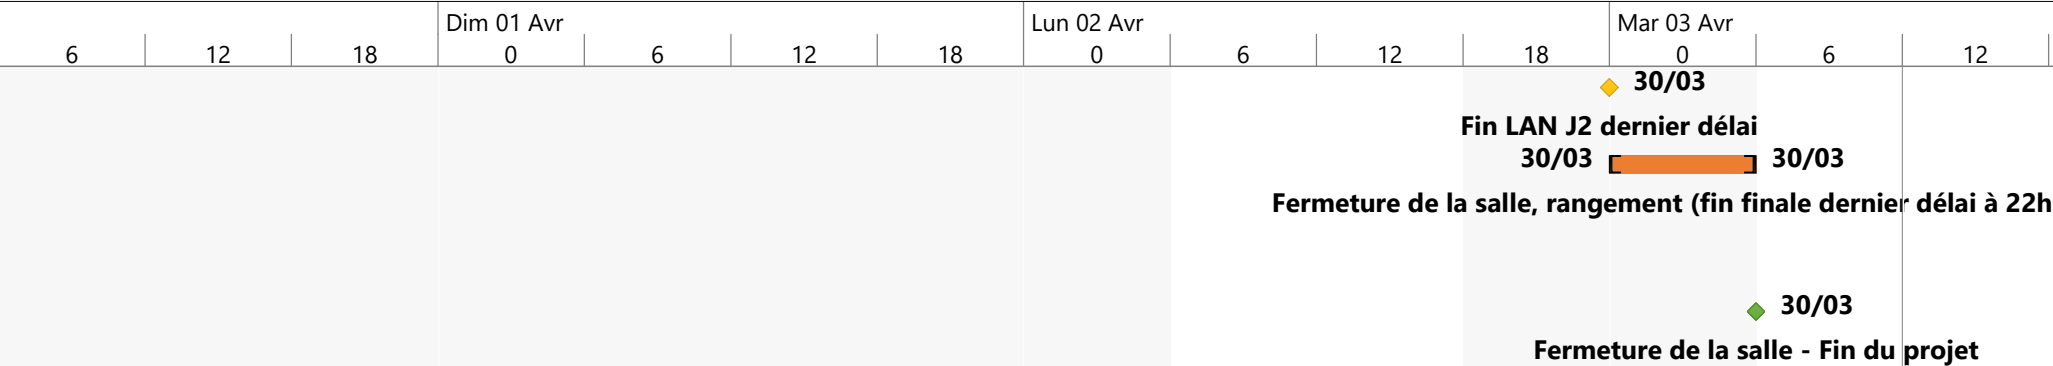 Dim 01 Avr Lun 02 Avr Mar 03 Avr
6 12 18 0 6 12 18 0 6 12 18 0 6 12
30/03
Fin LAN J2 dernier délai
30/03 30/03
Fermeture de la salle, rangement (fin finale dernier délai à 22h
30/03
Fermeture de la salle - Fin du projet